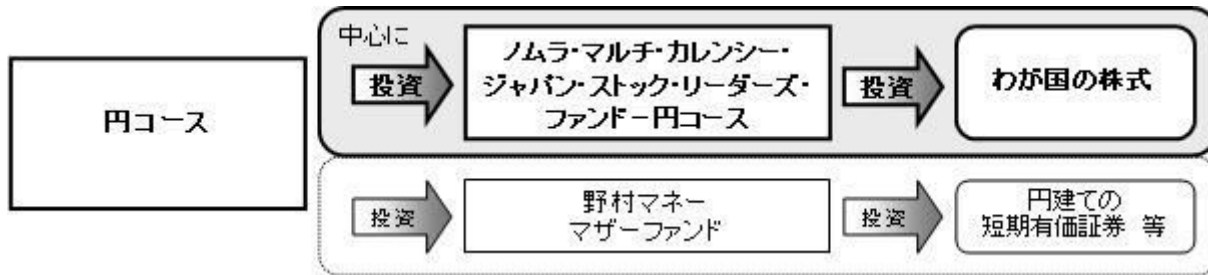 円コース
中心に
投資
ノムラ・マルチ・カレンシー・
ジャパン・ストック・リーダーズ・
ファンド－円コース
投資
わが国の株式
投資
野村マネー
マザーファンド
投資
円建ての
短期有価証券 等